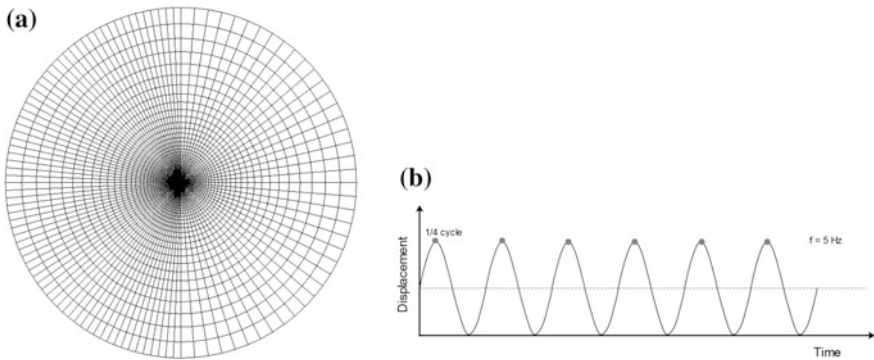 (a)
(b)
1/4 cycle
f = 5 Hz
Displacement
Time